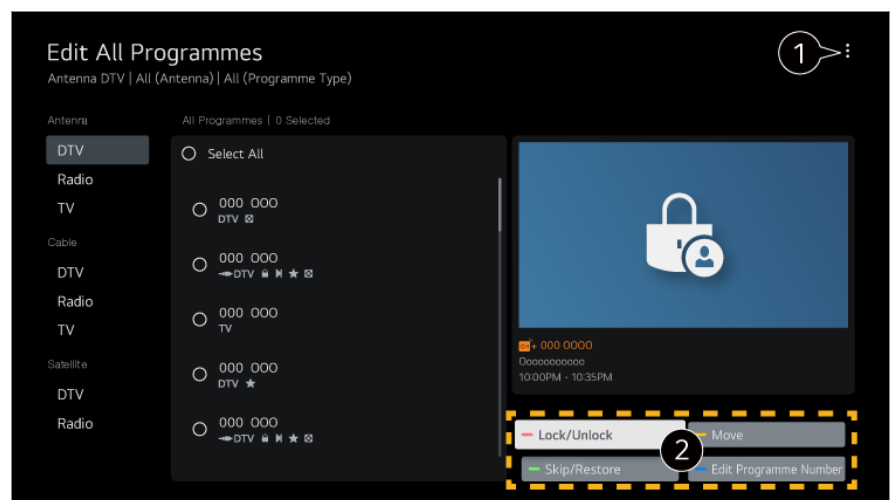 Edit All Programmes
Antenna DTV | All (Antenna) | All (Programme Type)
1
Antenna
All Programmes | 0 Selected
DTV
Radio
TV
Cable
DTV
Radio
TV
Satellite
DTV
Radio
Select All
000 000
DTV
000 000
DTV
000 000
TV
000 000
DTV
000 000
DTV
CH+ 000 0000
Ooooooooooo
10:00PM - 10:35PM
Lock/Unlock
Move
2
Skip/Restore
Edit Programme Number